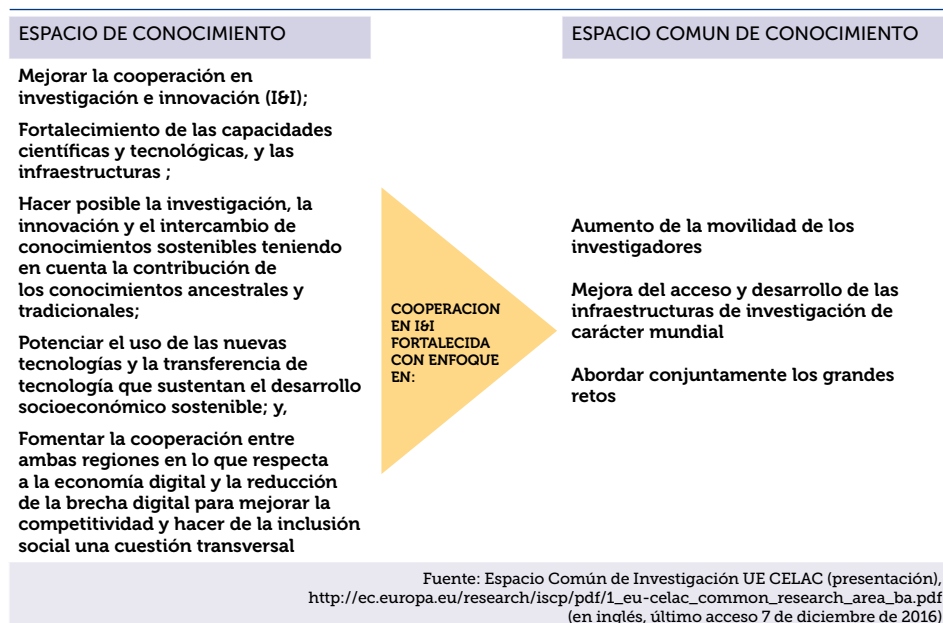 ESPACIO DE CONOCIMIENTO
Mejorar la cooperación en
investigación e innovación (I&I);
Fortalecimiento de las capacidades
científicas y tecnológicas, y las
infraestructuras ;
Hacer posible la investigación, la
innovación y el intercambio de
conocimientos sostenibles teniendo
en cuenta la contribución de
los conocimientos ancestrales y
tradicionales;
Potenciar el uso de las nuevas
tecnologías y la transferencia de
tecnología que sustentan el desarrollo
socioeconómico sostenible; y,
Fomentar la cooperación entre
ambas regiones en lo que respecta
a la economía digital y la reducción
de la brecha digital para mejorar la
competitividad y hacer de la inclusión
social una cuestión transversal
COOPERACION
EN I&I
FORTALECIDA
CON ENFOQUE
EN:
ESPACIO COMUN DE CONOCIMIENTO
Aumento de la movilidad de los
investigadores
Mejora del acceso y desarrollo de las
infraestructuras de investigación de
carácter mundial
Abordar conjuntamente los grandes
retos
Fuente: Espacio Común de Investigación UE CELAC (presentación),
http://ec.europa.eu/research/iscp/pdf/1_eu-celac_common_research_area_ba.pdf
(en inglés, último acceso 7 de diciembre de 2016)